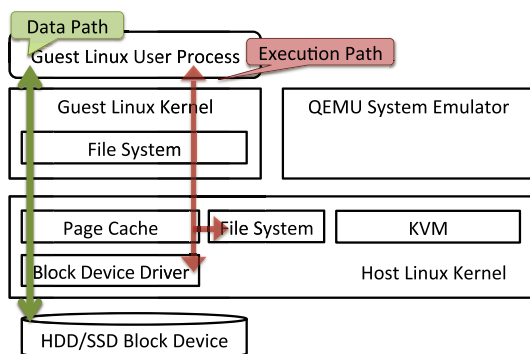 Data Path
Guest Linux User Process
Execution Path
Guest Linux Kernel
QEMU System Emulator
File System
Page Cache
File System
KVM
Block Device Driver
Host Linux Kernel
HDD/SSD Block Device